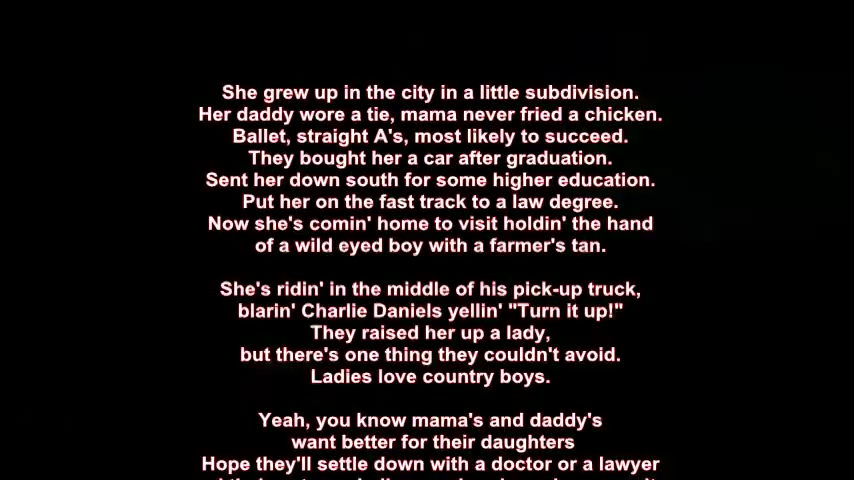 She grew up in the city in a little subdivision.
Her daddy wore a tie, mama never fried a chicken.
Ballet, straight A's, most likely to succeed.
They bought her a car after graduation.
Sent her down south for some higher education.
Put her on the fast track to a law degree.
Now she's comin' home to visit holdin' the hand
of a wild eyed boy with a farmer's tan.
She's ridin' in the middle of his pick-up truck,
blarin' Charlie Daniels yellin' "Turn it up!"
They raised her up a lady,
but there's one thing they couldn't avoid.
Ladies love country boys.
Yeah, you know mama's and daddy's
want better for their daughters
Hope they'll settle down with a doctor or a lawyer